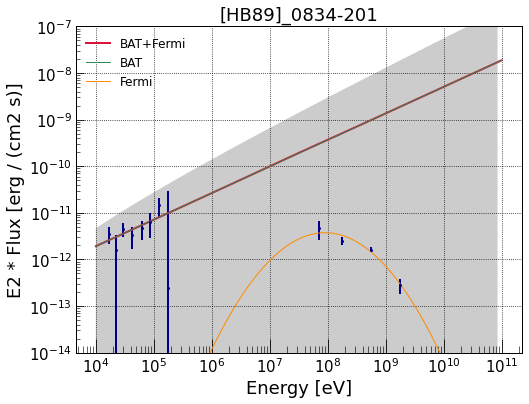 [HB89]_0834-201
BAT+Fermi
BAT
Fermi
E2 * Flux [erg / (cm2 s)]
10^-7
10^-8
10^-9
10^-10
10^-11
10^-12
10^-13
10^-14
10^4 10^5 10^6 10^7 10^8 10^9 10^10 10^11
Energy [eV]